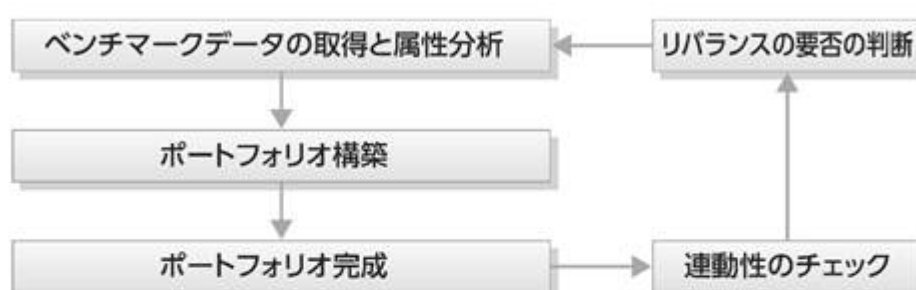 ベンチマークデータの取得と属性分析
リバランスの要否の判断
ポートフォリオ構築
ポートフォリオ完成
連動性のチェック